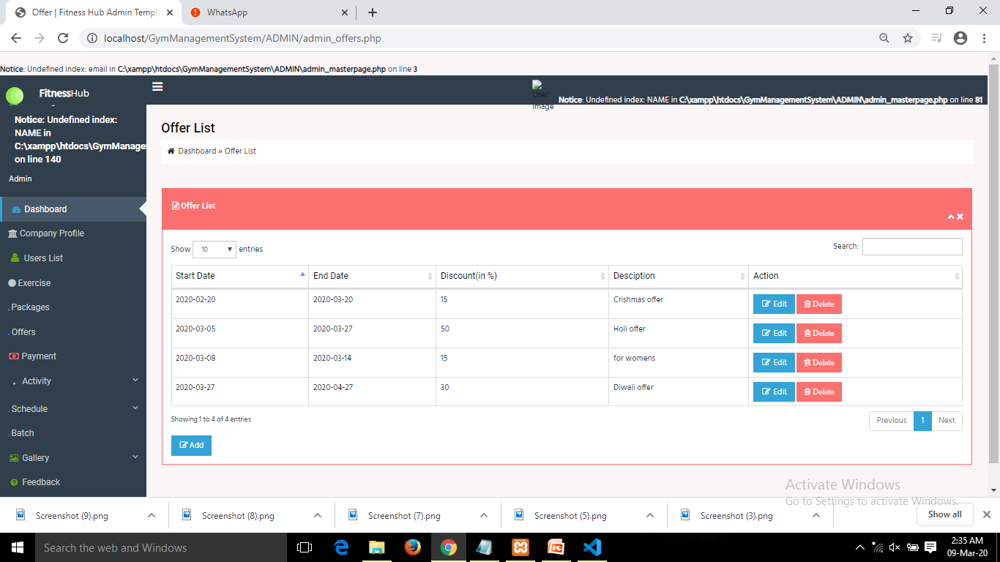 Offer | Fitness Hub Admin Templa
WhatsApp
localhost/GymManagementSystem/ADMIN/admin_offers.php
Notice: Undefined index: email in C:\xampp\htdocs\GymManagementSystem\ADMIN\admin_masterpage.php on line 3
FitnessHub
User Image
Notice: Undefined index: NAME in C:\xampp\htdocs\GymManagementSystem\ADMIN\admin_masterpage.php on line 81
Notice: Undefined index:
NAME in
C:\xampp\htdocs\GymManage
on line 140
Admin
Dashboard
Company Profile
Users List
Exercise
Packages
Offers
Payment
Activity
Schedule
Batch
Gallery
Feedback
Offer List
Dashboard » Offer List
Offer List
Show 10 entries
Search:
Start Date End Date Discount(in %) Desciption Action
2020-02-20 2020-03-20 15 Crishmas offer Edit Delete
2020-03-05 2020-03-27 50 Holi offer Edit Delete
2020-03-08 2020-03-14 15 for womens Edit Delete
2020-03-27 2020-04-27 30 Diwali offer Edit Delete
Showing 1 to 4 of 4 entries
Previous 1 Next
Add
Activate Windows
Go to Settings to activate Windows.
Screenshot (9).png Screenshot (8).png Screenshot (7).png Screenshot (5).png Screenshot (3).png Show all
Search the web and Windows
2:35 AM
09-Mar-20